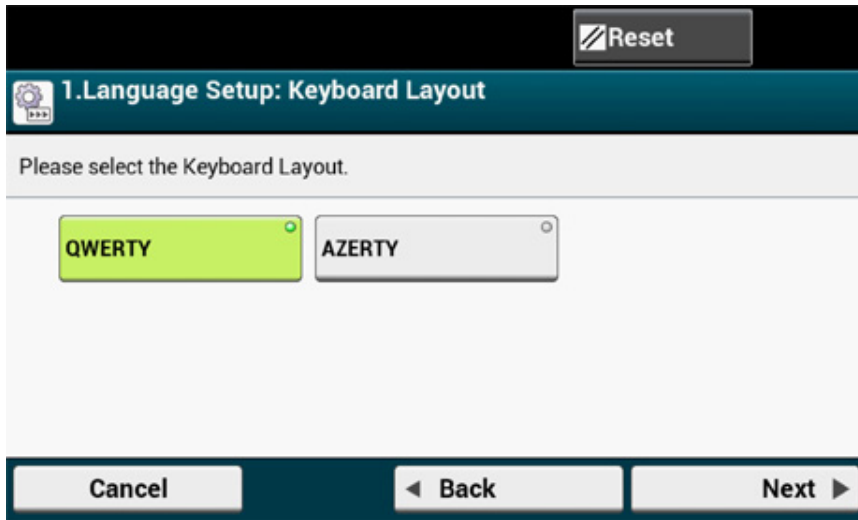 Reset
1.Language Setup: Keyboard Layout
Please select the Keyboard Layout.
QWERTY AZERTY
Cancel Back Next